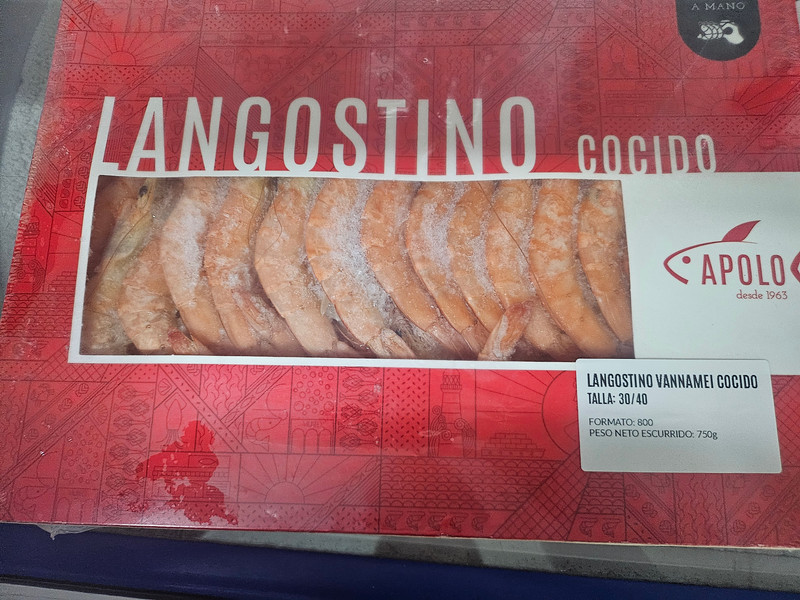 A MANO
LANGOSTINO COCIDO
APOLO
desde 1963
LANGOSTINO VANNAMEI COCIDO
TALLA: 30/40
FORMATO: 800
PESO NETO ESCURRIDO: 750g